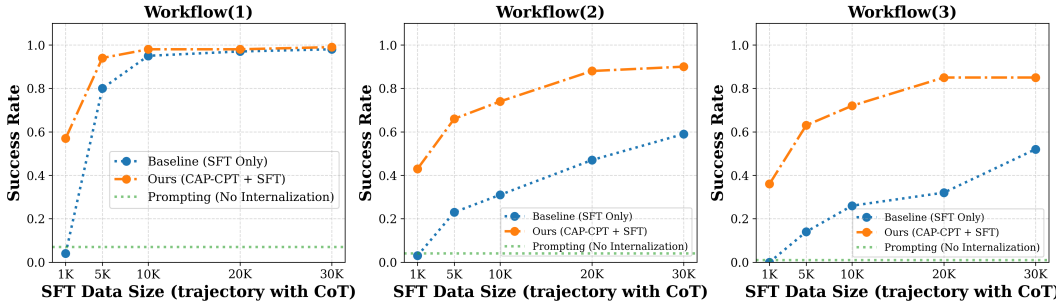 Workflow(1)
Success Rate
1.0
0.8
0.6
0.4
0.2
0.0
Baseline (SFT Only)
Ours (CAP-CPT + SFT)
Prompting (No Internalization)
1K 5K 10K 20K 30K
SFT Data Size (trajectory with CoT)
Workflow(2)
Success Rate
1.0
0.8
0.6
0.4
0.2
0.0
Baseline (SFT Only)
Ours (CAP-CPT + SFT)
Prompting (No Internalization)
1K 5K 10K 20K 30K
SFT Data Size (trajectory with CoT)
Workflow(3)
Success Rate
1.0
0.8
0.6
0.4
0.2
0.0
Baseline (SFT Only)
Ours (CAP-CPT + SFT)
Prompting (No Internalization)
1K 5K 10K 20K 30K
SFT Data Size (trajectory with CoT)